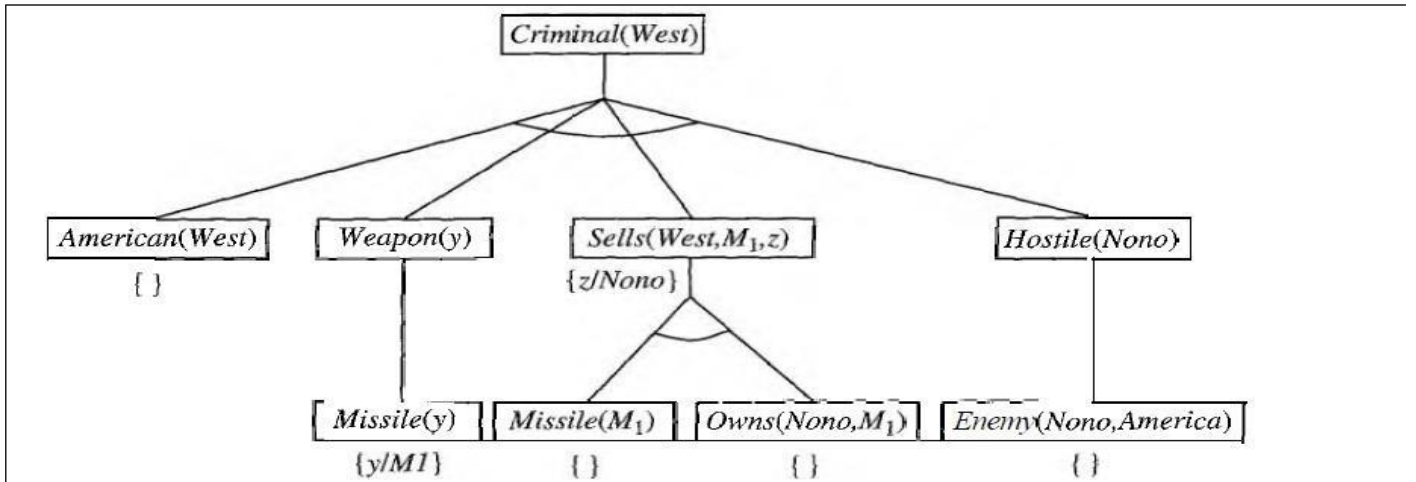 Criminal(West)
American(West) Weapon(y) Sells(West,M₁,z) Hostile(Nono)
{ } {z/Nono}
Missile(y) Missile(M₁) Owns(Nono,M₁) Enemy(Nono,America)
{y/M1} { } { } { }